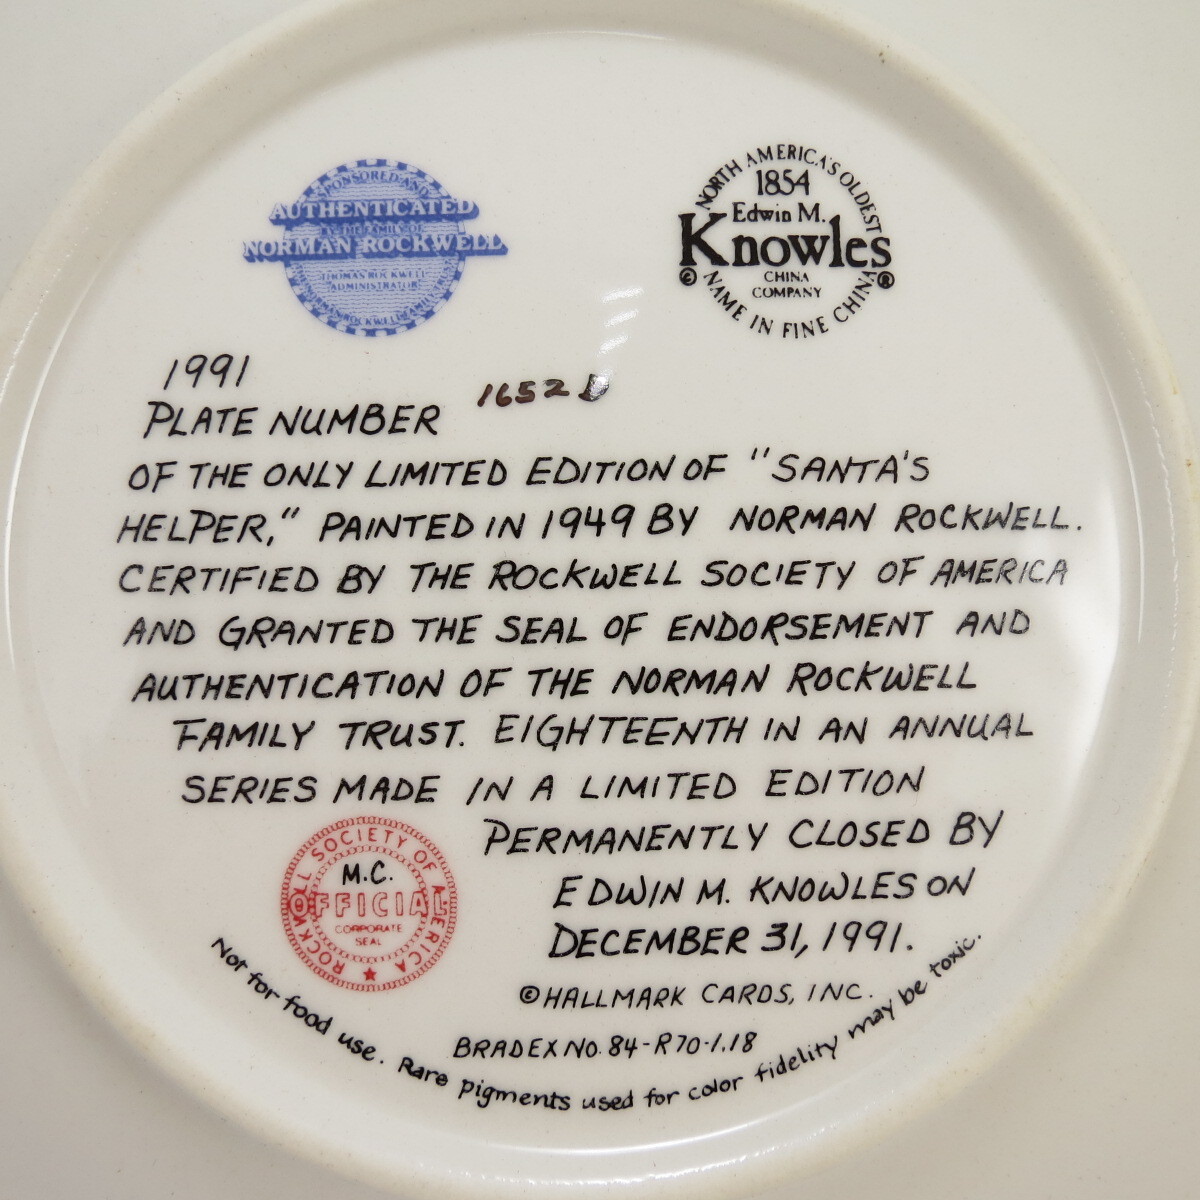 SPONSORED AND
AUTHENTICATED
BY THE FAMILY OF
NORMAN ROCKWELL
THOMAS ROCKWELL
ADMINISTRATOR
NORTH AMERICA'S OLDEST
1854
Edwin M.
Knowles
© CHINA ®
COMPANY
NAME IN FINE CHINA
1991
PLATE NUMBER 1652
OF THE ONLY LIMITED EDITION OF "SANTA'S
HELPER," PAINTED IN 1949 BY NORMAN ROCKWELL.
CERTIFIED BY THE ROCKWELL SOCIETY OF AMERICA
AND GRANTED THE SEAL OF ENDORSEMENT AND
AUTHENTICATION OF THE NORMAN ROCKWELL
FAMILY TRUST. EIGHTEENTH IN AN ANNUAL
SERIES MADE IN A LIMITED EDITION
PERMANENTLY CLOSED BY
EDWIN M. KNOWLES ON
DECEMBER 31, 1991.
ROCKWELL SOCIETY OF AMERICA
M.C.
OFFICIAL
CORPORATE
SEAL
© HALLMARK CARDS, INC.
BRADEX NO. 84-R70-1.18
Not for food use. Rare pigments used for color fidelity may be toxic.